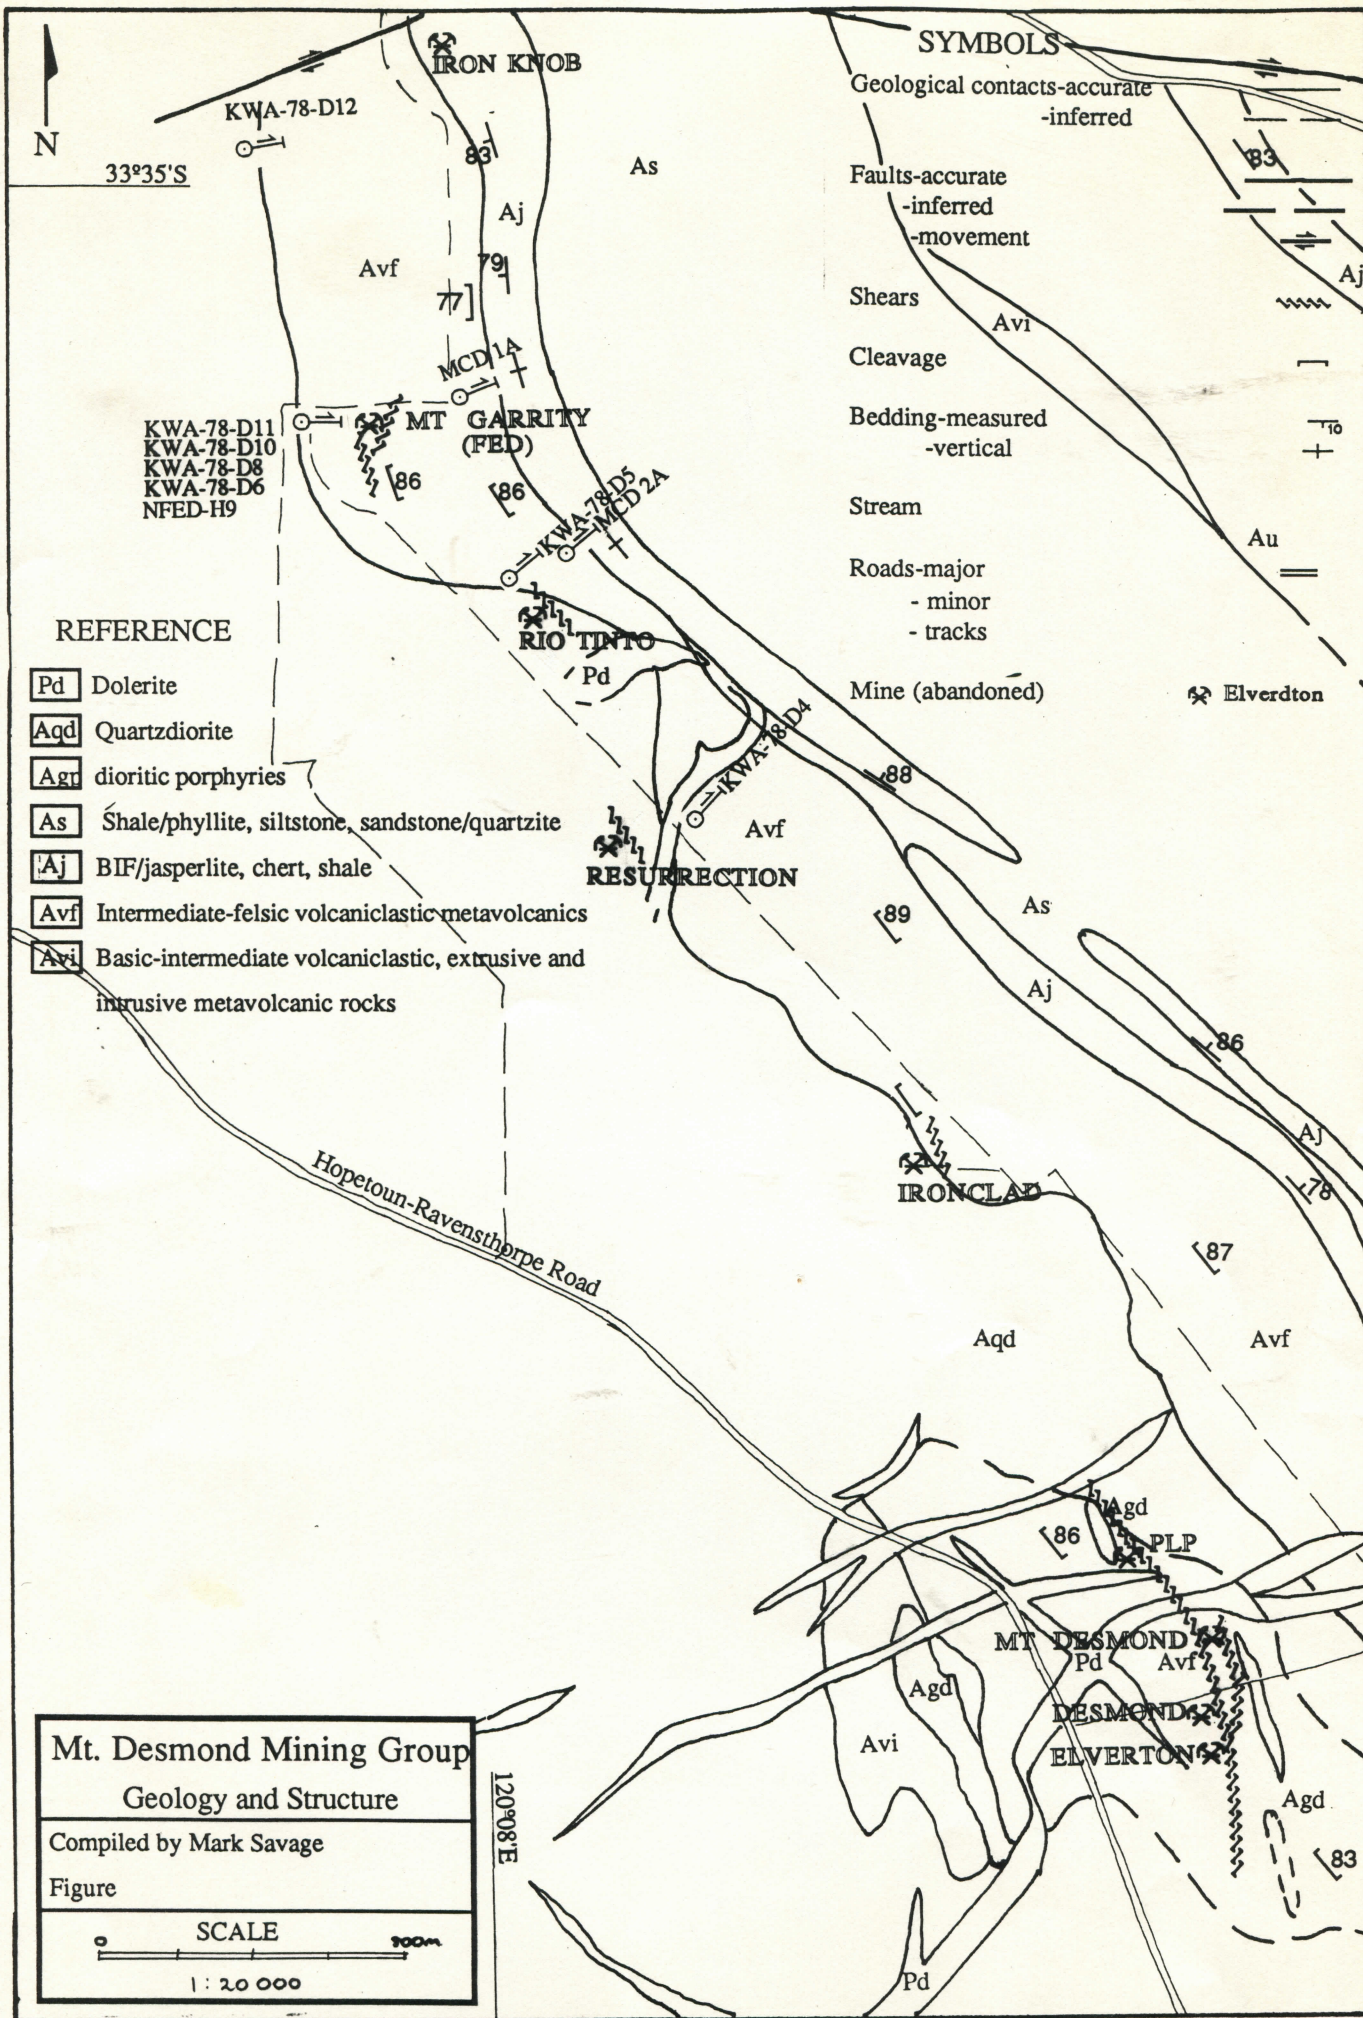 IRON KNOB
KWA-78-D12
N
33º35'S
83
As
Aj
Avf
79
77
MCD 1A
MT GARRITY
(FED)
KWA-78-D11
KWA-78-D10
KWA-78-D8
KWA-78-D6
NFED-H9
86
86
KWA-78-D5
MCD 2A
RIO TINTO
Pd
KWA-78-D4
88
Avf
RESURRECTION
89
As
Aj
86
Aj
78
IRONCLAD
87
Aqd
Avf
SYMBOLS
Geological contacts-accurate
-inferred
83
Faults-accurate
-inferred
-movement
Aj
Shears
Avi
Cleavage
Bedding-measured
10
-vertical
Stream
Au
Roads-major
- minor
- tracks
Mine (abandoned)
Elverdton
REFERENCE
Pd Dolerite
Aqd Quartzdiorite
Agp dioritic porphyries
As Shale/phyllite, siltstone, sandstone/quartzite
Aj BIF/jasperlite, chert, shale
Avf Intermediate-felsic volcaniclastic metavolcanics
Avi Basic-intermediate volcaniclastic, extrusive and
intrusive metavolcanic rocks
Hopetoun-Ravensthorpe Road
Agd
86
PLP
MT DESMOND
Pd
Avf
Agd
DESMOND
Avi
ELVERTON
Agd
83
Pd
120º08'E
Mt. Desmond Mining Group
Geology and Structure
Compiled by Mark Savage
Figure
SCALE
0 900m
1 : 20 000